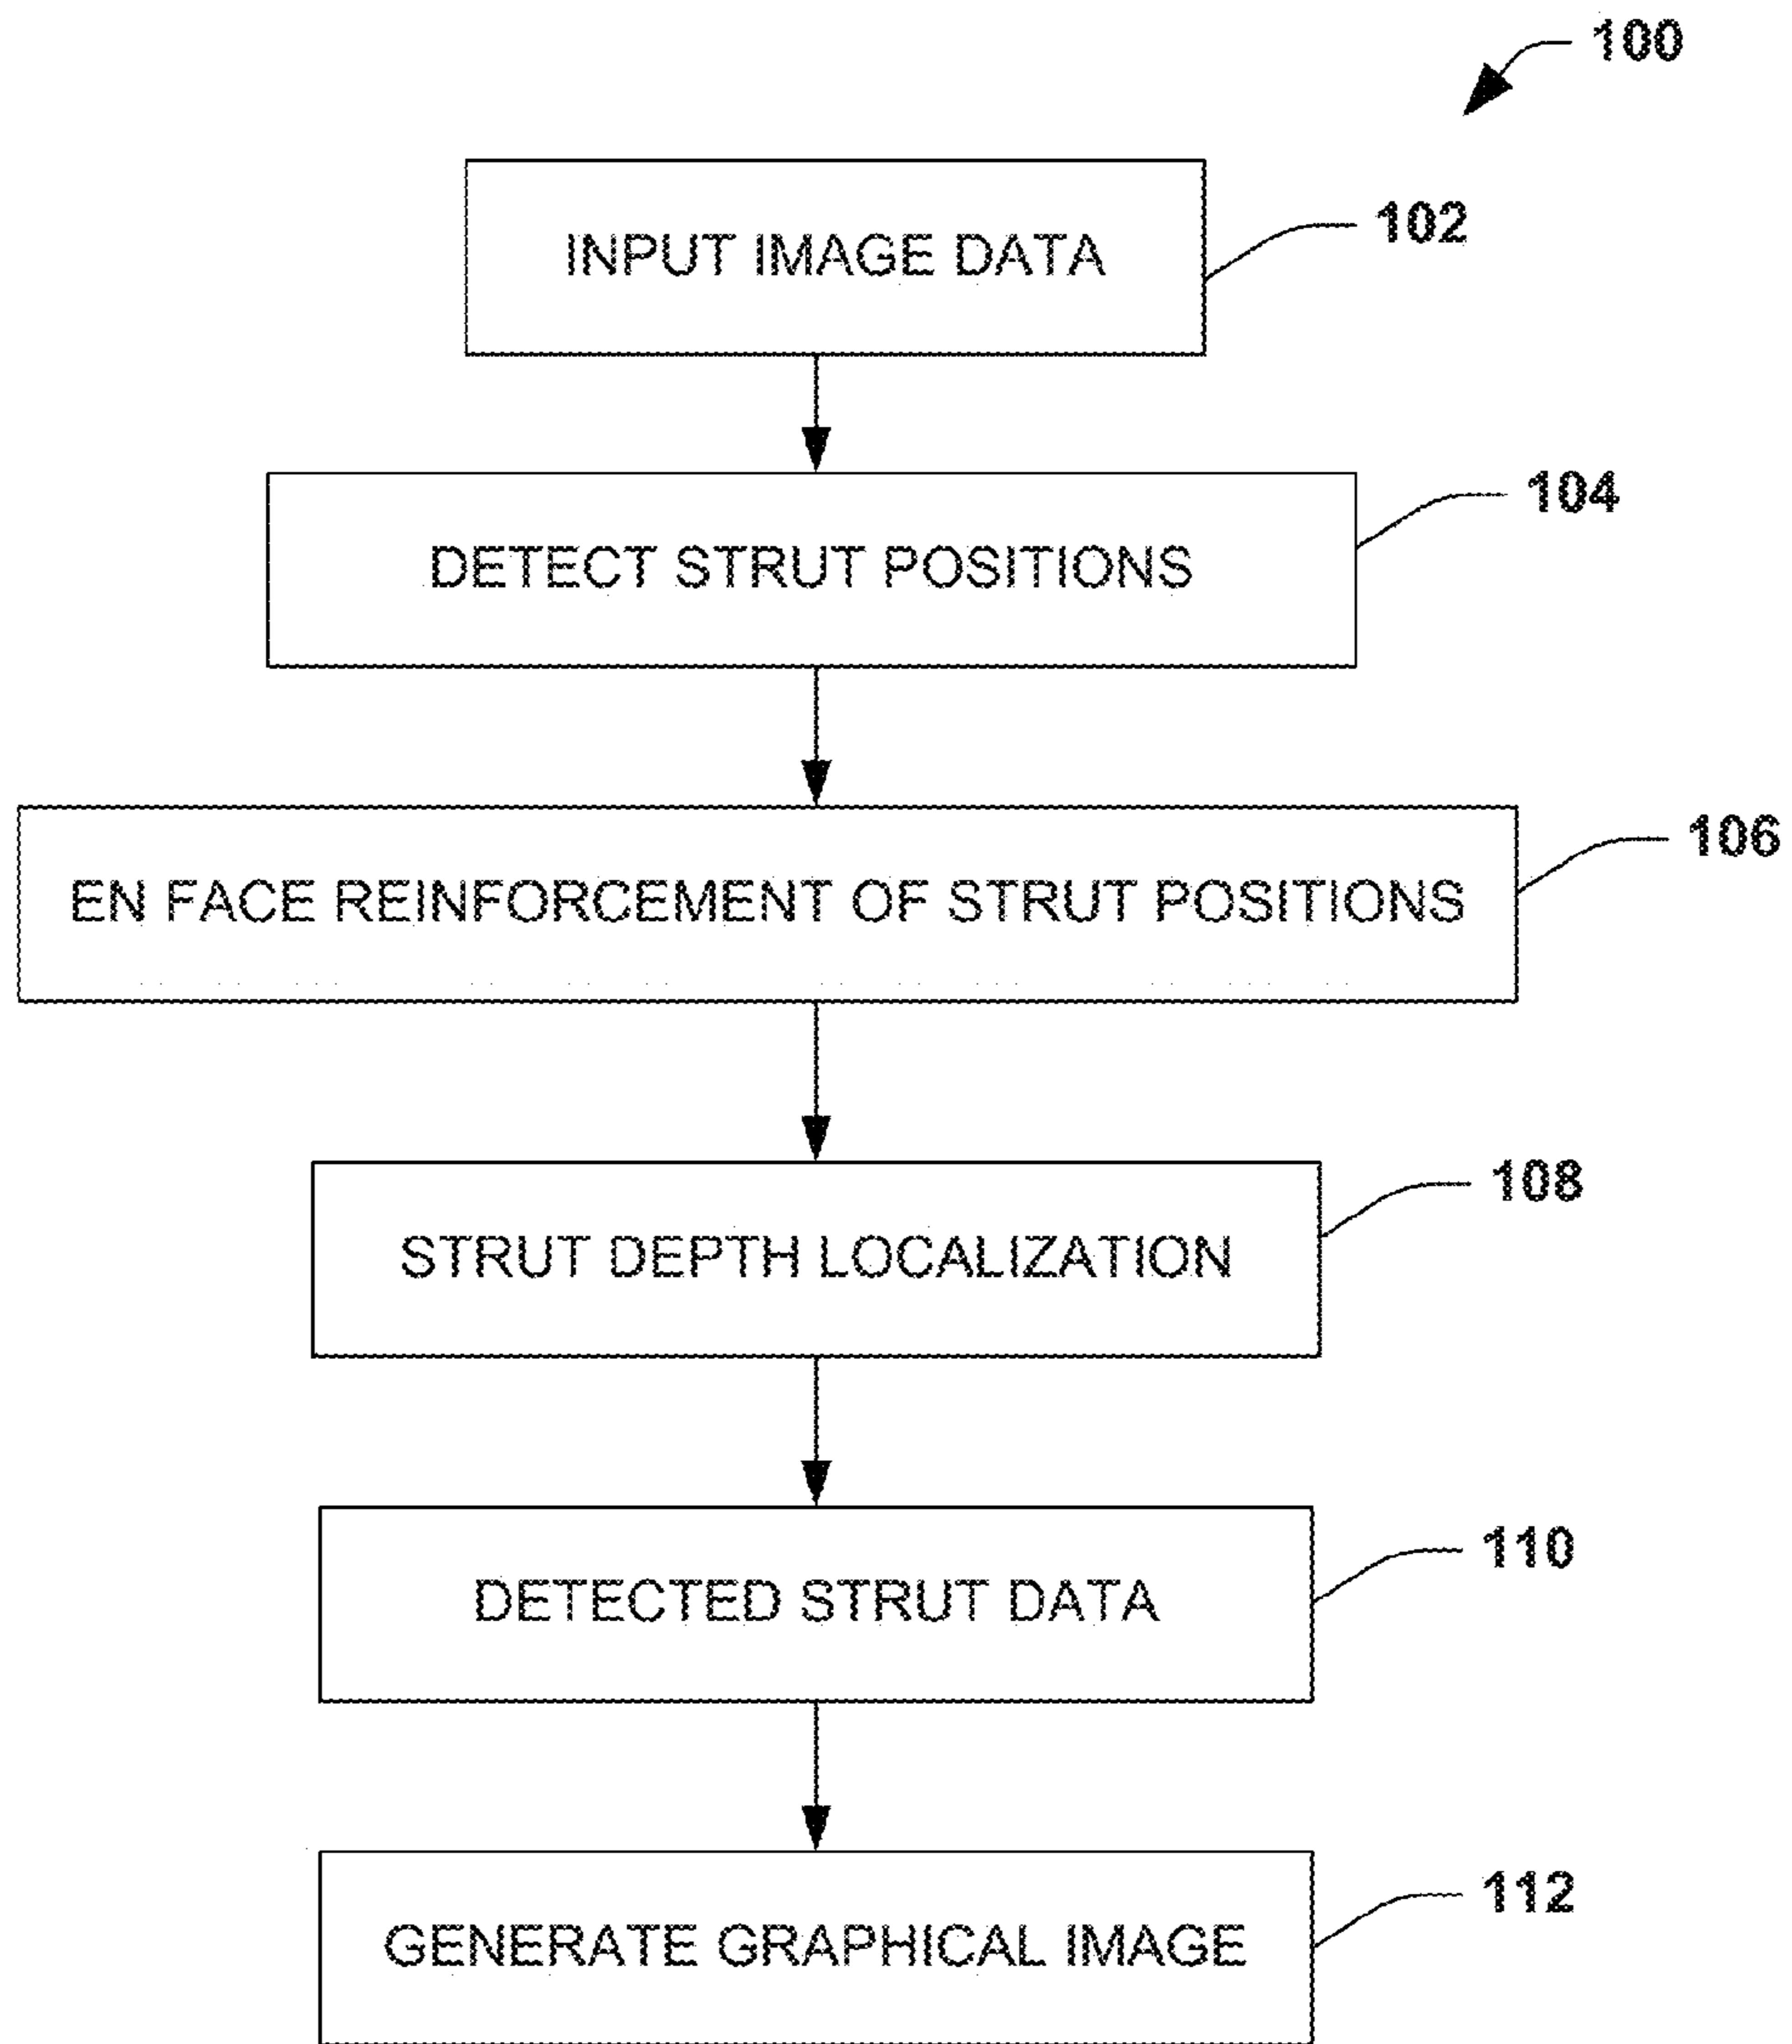 100
INPUT IMAGE DATA
102
DETECT STRUT POSITIONS
104
EN FACE REINFORCEMENT OF STRUT POSITIONS
106
STRUT DEPTH LOCALIZATION
108
DETECTED STRUT DATA
110
GENERATE GRAPHICAL IMAGE
112